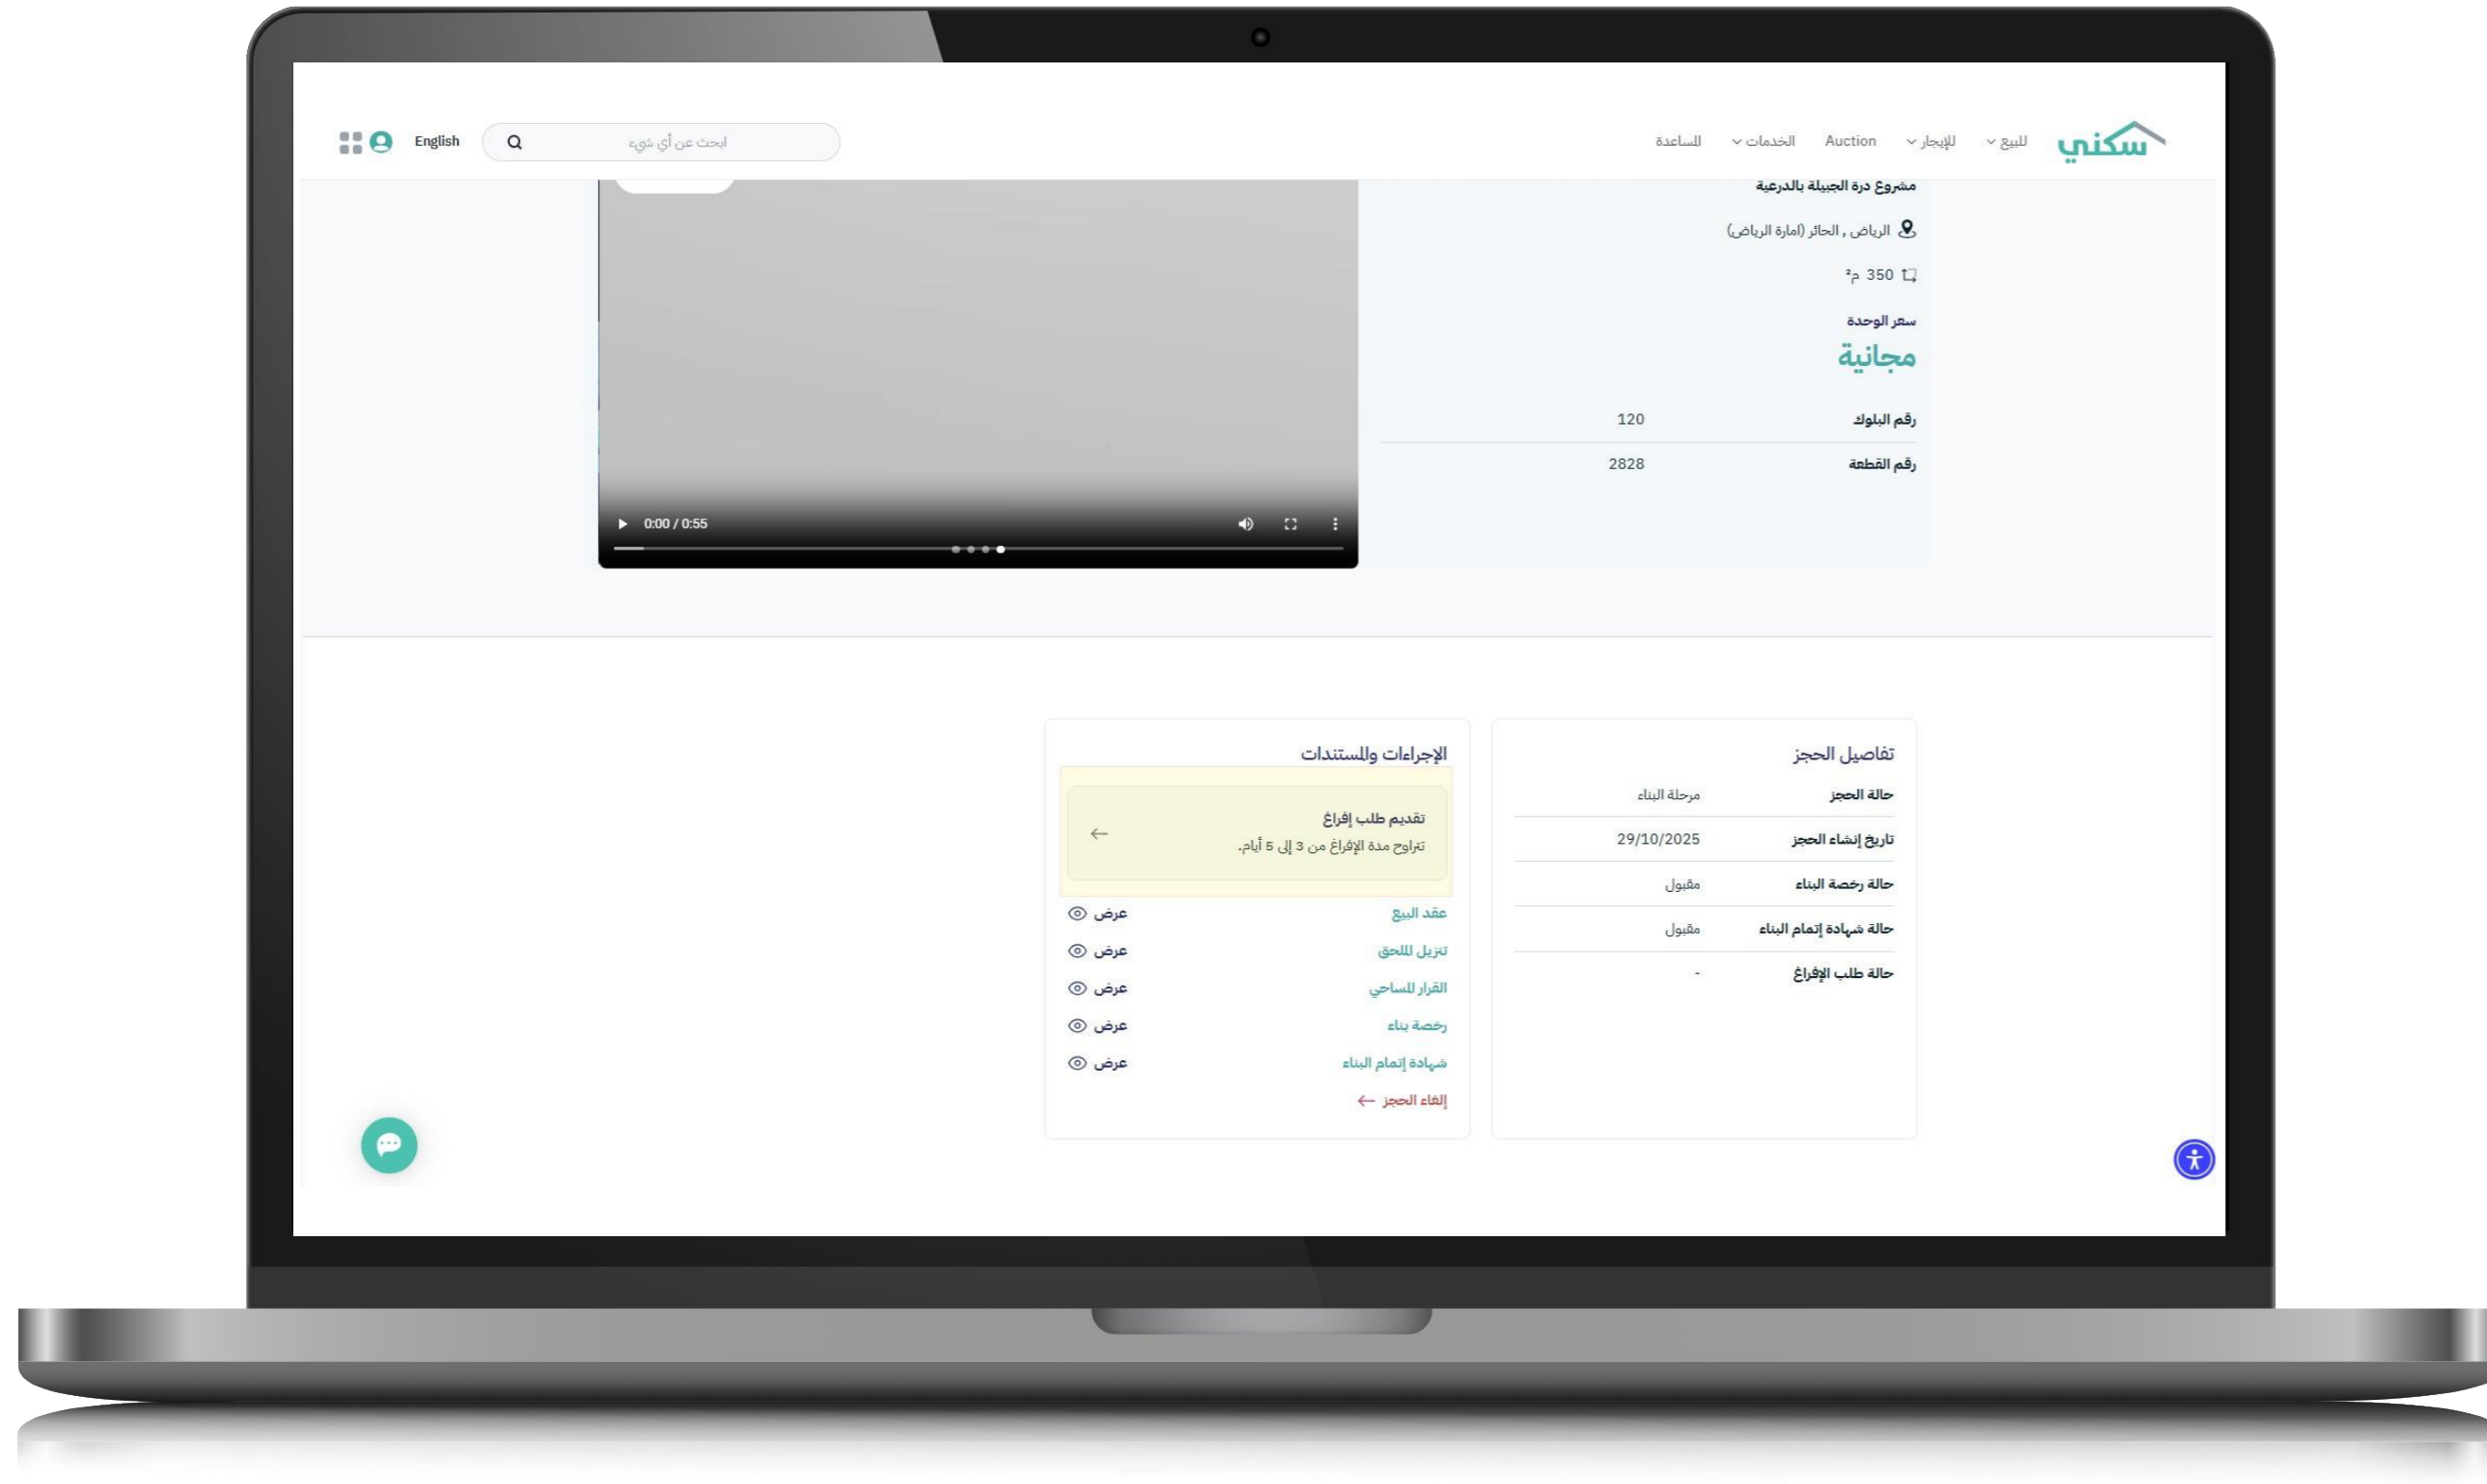 سكني
للبيع
للإيجار
Auction
الخدمات
المساعدة
ابحث عن أي شيء
English
مشروع درة الجبيلة بالدرعية
الرياض , الحائر (امارة الرياض)
350 م²
سعر الوحدة
مجانية
رقم البلوك 120
رقم القطعة 2828
0:00 / 0:55
تفاصيل الحجز
حالة الحجز مرحلة البناء
تاريخ إنشاء الحجز 29/10/2025
حالة رخصة البناء مقبول
حالة شهادة إتمام البناء مقبول
حالة طلب الإفراغ -
الإجراءات والمستندات
تقديم طلب إفراغ
تتراوح مدة الإفراغ من 3 إلى 5 أيام.
عقد البيع عرض
تنزيل الملحق عرض
القرار المساحي عرض
رخصة بناء عرض
شهادة إتمام البناء عرض
إلغاء الحجز